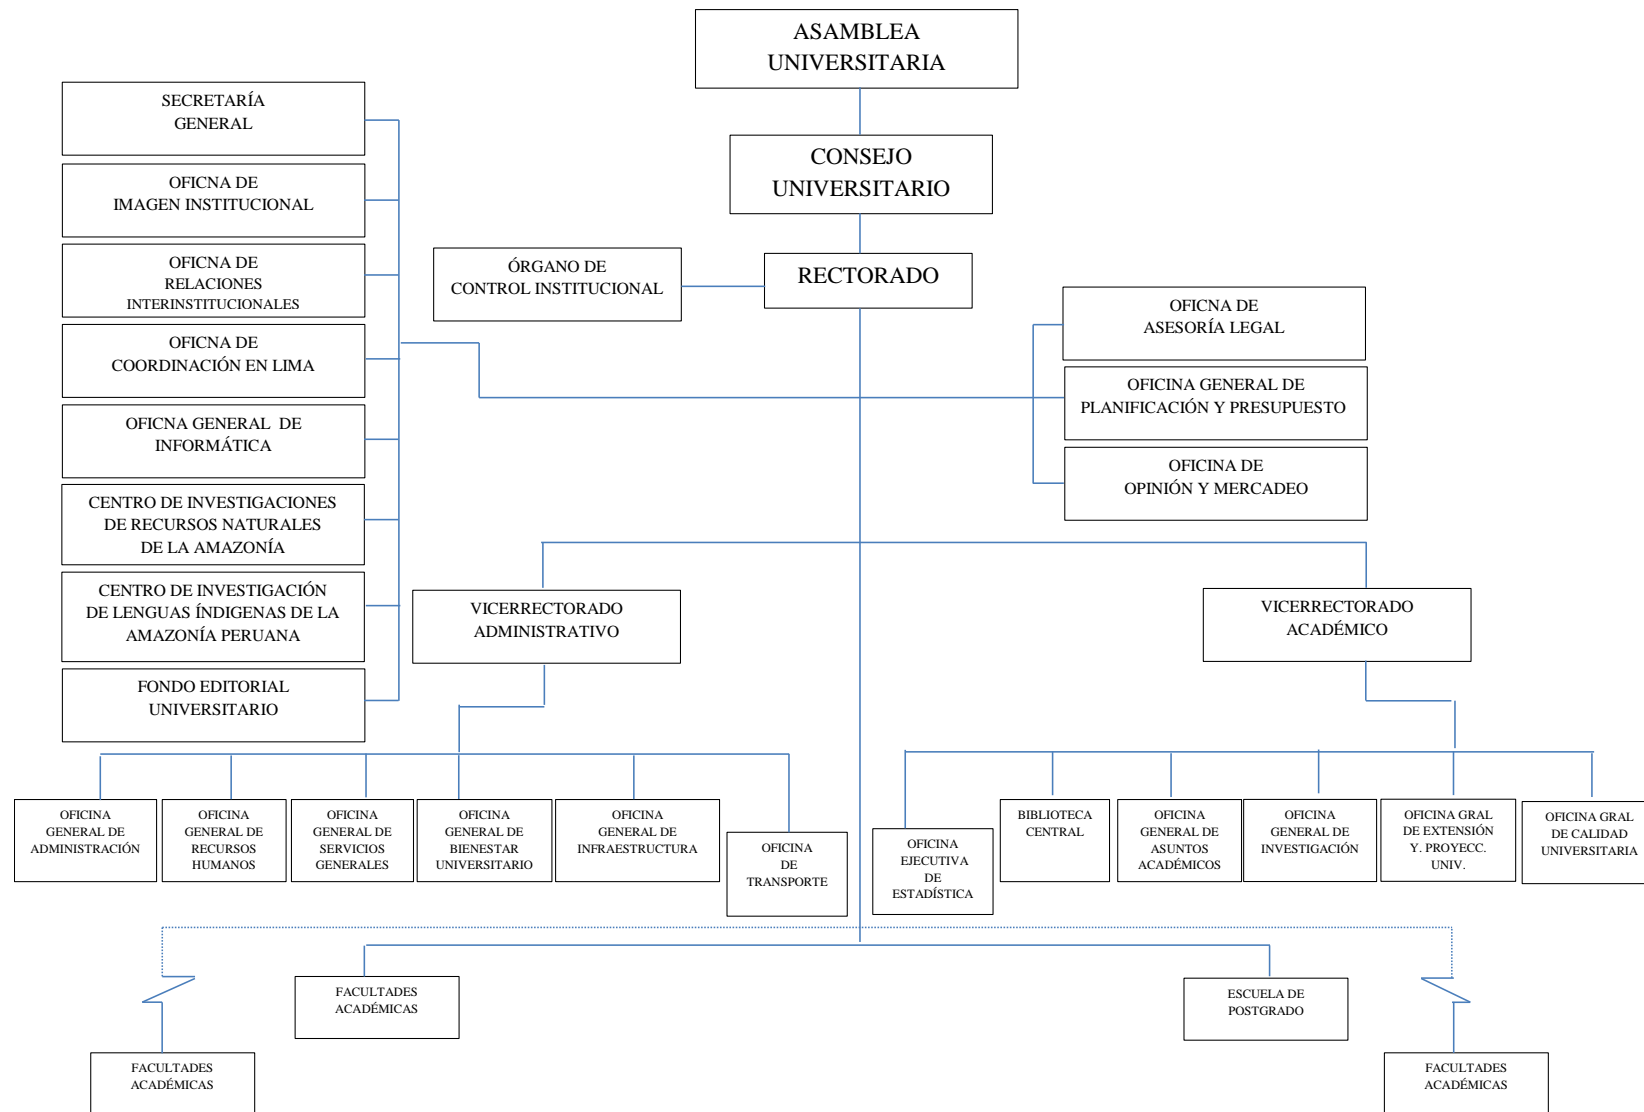 ASAMBLEA
UNIVERSITARIA
CONSEJO
UNIVERSITARIO
RECTORADO
ÓRGANO DE
CONTROL INSTITUCIONAL
SECRETARÍA
GENERAL
OFICNA DE
IMAGEN INSTITUCIONAL
OFICNA DE
RELACIONES
INTERINSTITUCIONALES
OFICNA DE
COORDINACIÓN EN LIMA
OFICNA GENERAL DE
INFORMÁTICA
CENTRO DE INVESTIGACIONES
DE RECURSOS NATURALES
DE LA AMAZONÍA
CENTRO DE INVESTIGACIÓN
DE LENGUAS ÍNDIGENAS DE LA
AMAZONÍA PERUANA
FONDO EDITORIAL
UNIVERSITARIO
OFICNA DE
ASESORÍA LEGAL
OFICINA GENERAL DE
PLANIFICACIÓN Y PRESUPUESTO
OFICINA DE
OPINIÓN Y MERCADEO
VICERRECTORADO
ADMINISTRATIVO
VICERRECTORADO
ACADÉMICO
OFICINA
GENERAL DE
ADMINISTRACIÓN
OFICINA
GENERAL DE
RECURSOS
HUMANOS
OFICINA
GENERAL DE
SERVICIOS
GENERALES
OFICINA
GENERAL DE
BIENESTAR
UNIVERSITARIO
OFICINA
GENERAL DE
INFRAESTRUCTURA
OFICINA
DE
TRANSPORTE
OFICINA
EJECUTIVA
DE
ESTADÍSTICA
BIBLIOTECA
CENTRAL
OFICINA
GENERAL DE
ASUNTOS
ACADÉMICOS
OFICINA
GENERAL DE
INVESTIGACIÓN
OFICINA GRAL
DE EXTENSIÓN
Y. PROYECC.
UNIV.
OFICINA GRAL
DE CALIDAD
UNIVERSITARIA
FACULTADES
ACADÉMICAS
ESCUELA DE
POSTGRADO
FACULTADES
ACADÉMICAS
FACULTADES
ACADÉMICAS